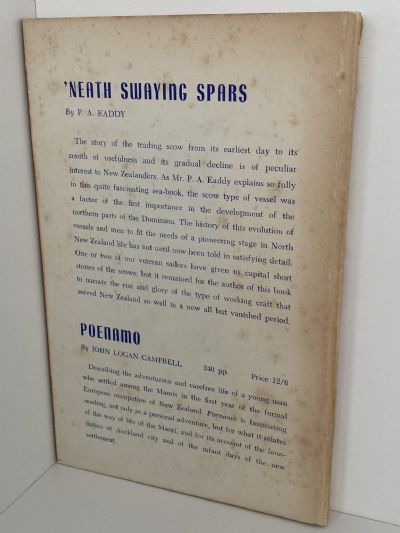 'NEATH SWAYING SPARS
By P. A. EADDY
The story of the trading scow from its earliest day to its
zenith of usefulness and its gradual decline is of peculiar
interest to New Zealanders. As Mr. P. A. Eaddy explains so fully
in this quite fascinating sea-book, the scow type of vessel was
a factor of the first importance in the development of the
northern parts of the Dominion. The history of this evolution of
vessels and men to fit the needs of a pioneering stage in North
New Zealand life has not until now been told in satisfying detail.
One or two of our veteran sailors have given us capital short
stories of the scows, but it remained for the author of this book
to narrate the rise and glory of the type of working craft that
served New Zealand so well in a now all but vanished period.
240 pp. Price 12/6
POENAMO
By JOHN LOGAN CAMPBELL
Describing the adventurous and carefree life of a young man
who settled among the Maoris in the first year of the formal
European occupation of New Zealand. Poenamo is fascinating
reading, not only as a personal adventure, but for what it relates
of the way of life of the Maori, and for its account of the foun-
dation of Auckland city and of the infant days of the new
settlement.